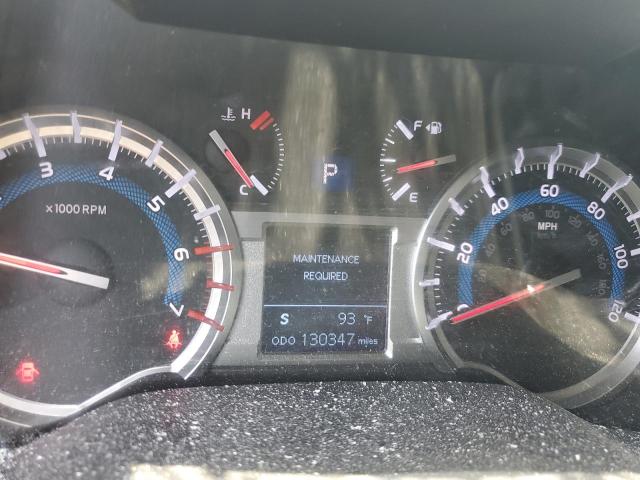 H
C
P
F
E
3 4 5 6 7
x1000 RPM
MAINTENANCE
REQUIRED
S 93 °F
ODO 130347 miles
20 40 60 80 100 120
MPH